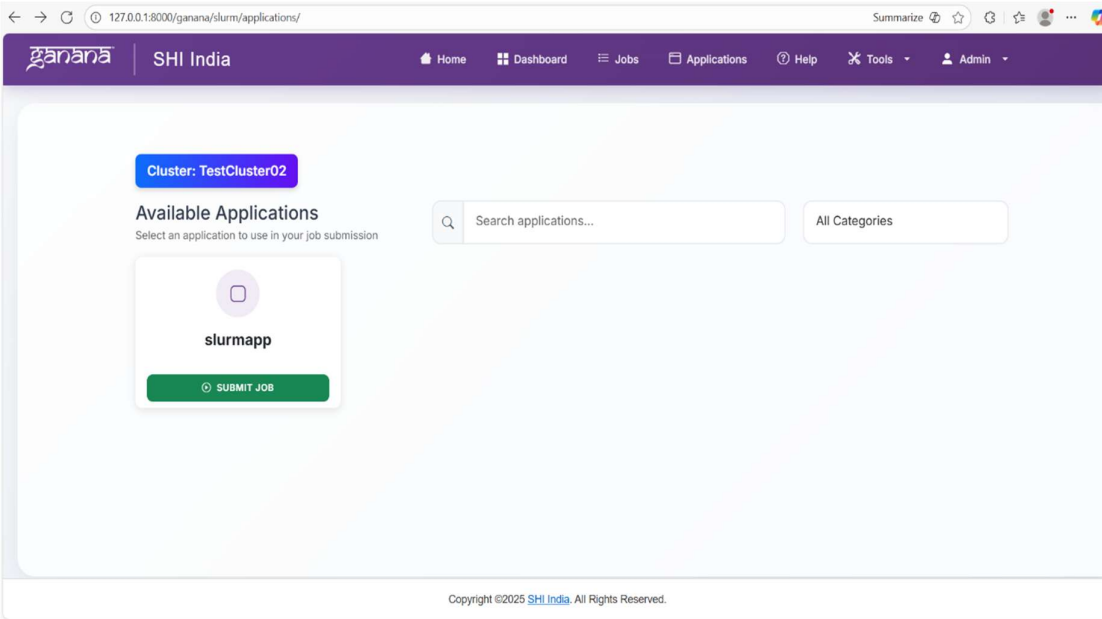 127.0.0.1:8000/ganana/slurm/applications/ Summarize
ganana SHI India Home Dashboard Jobs Applications Help Tools Admin
Cluster: TestCluster02
Available Applications
Select an application to use in your job submission
Search applications...
All Categories
slurmapp
SUBMIT JOB
Copyright ©2025 SHI India. All Rights Reserved.